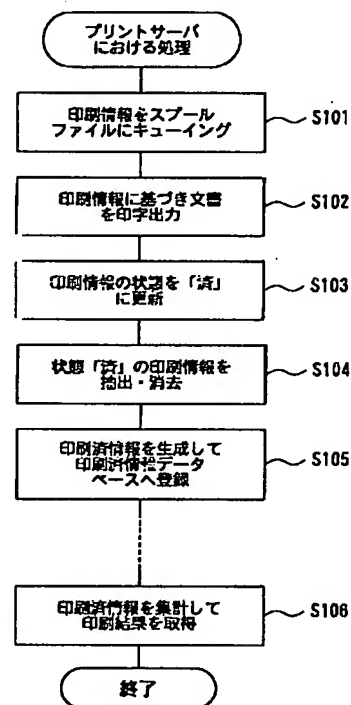 プリントサーバ
における処理
印刷情報をスプール
ファイルにキューイング
S101
印刷情報に基づき文書
を印字出力
S102
印刷情報の状態を「済」
に更新
S103
状態「済」の印刷情報を
抽出・消去
S104
印刷済情報を生成して
印刷済情報データ
ベースへ登録
S105
印刷済情報を集計して
印刷結果を取得
S106
終了